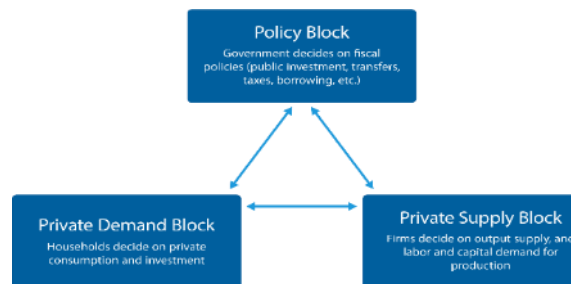 Policy Block
Government decides on fiscal
policies (public investment, transfers,
taxes, borrowing, etc.)
Private Demand Block
Households decide on private
consumption and investment
Private Supply Block
Firms decide on output supply, and
labor and capital demand for
production